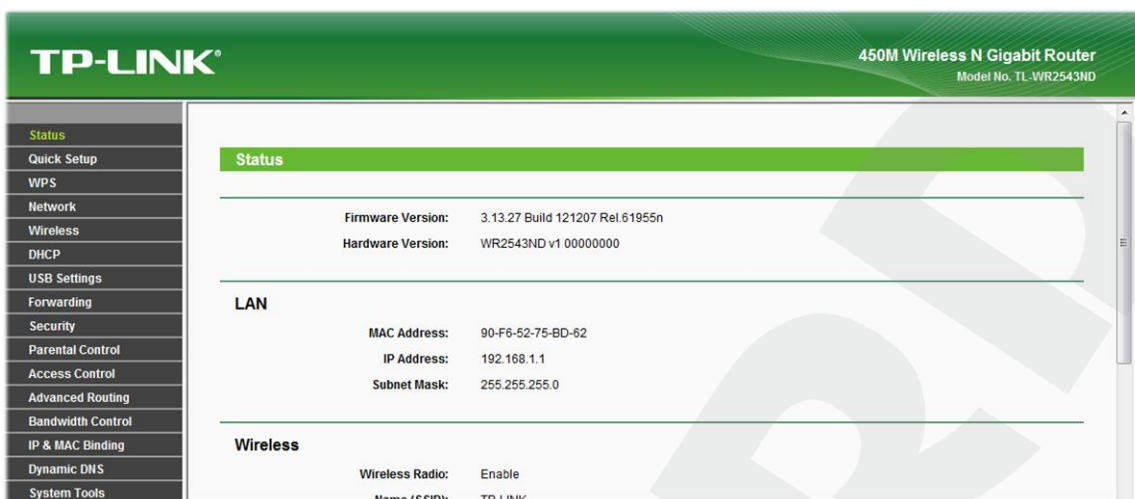 TP-LINK®
450M Wireless N Gigabit Router
Model No. TL-WR2543ND
Status
Quick Setup
WPS
Network
Wireless
DHCP
USB Settings
Forwarding
Security
Parental Control
Access Control
Advanced Routing
Bandwidth Control
IP & MAC Binding
Dynamic DNS
System Tools
Status
Firmware Version: 3.13.27 Build 121207 Rel.61955n
Hardware Version: WR2543ND v1 00000000
LAN
MAC Address: 90-F6-52-75-BD-62
IP Address: 192.168.1.1
Subnet Mask: 255.255.255.0
Wireless
Wireless Radio: Enable
Name (SSID): TP-LINK